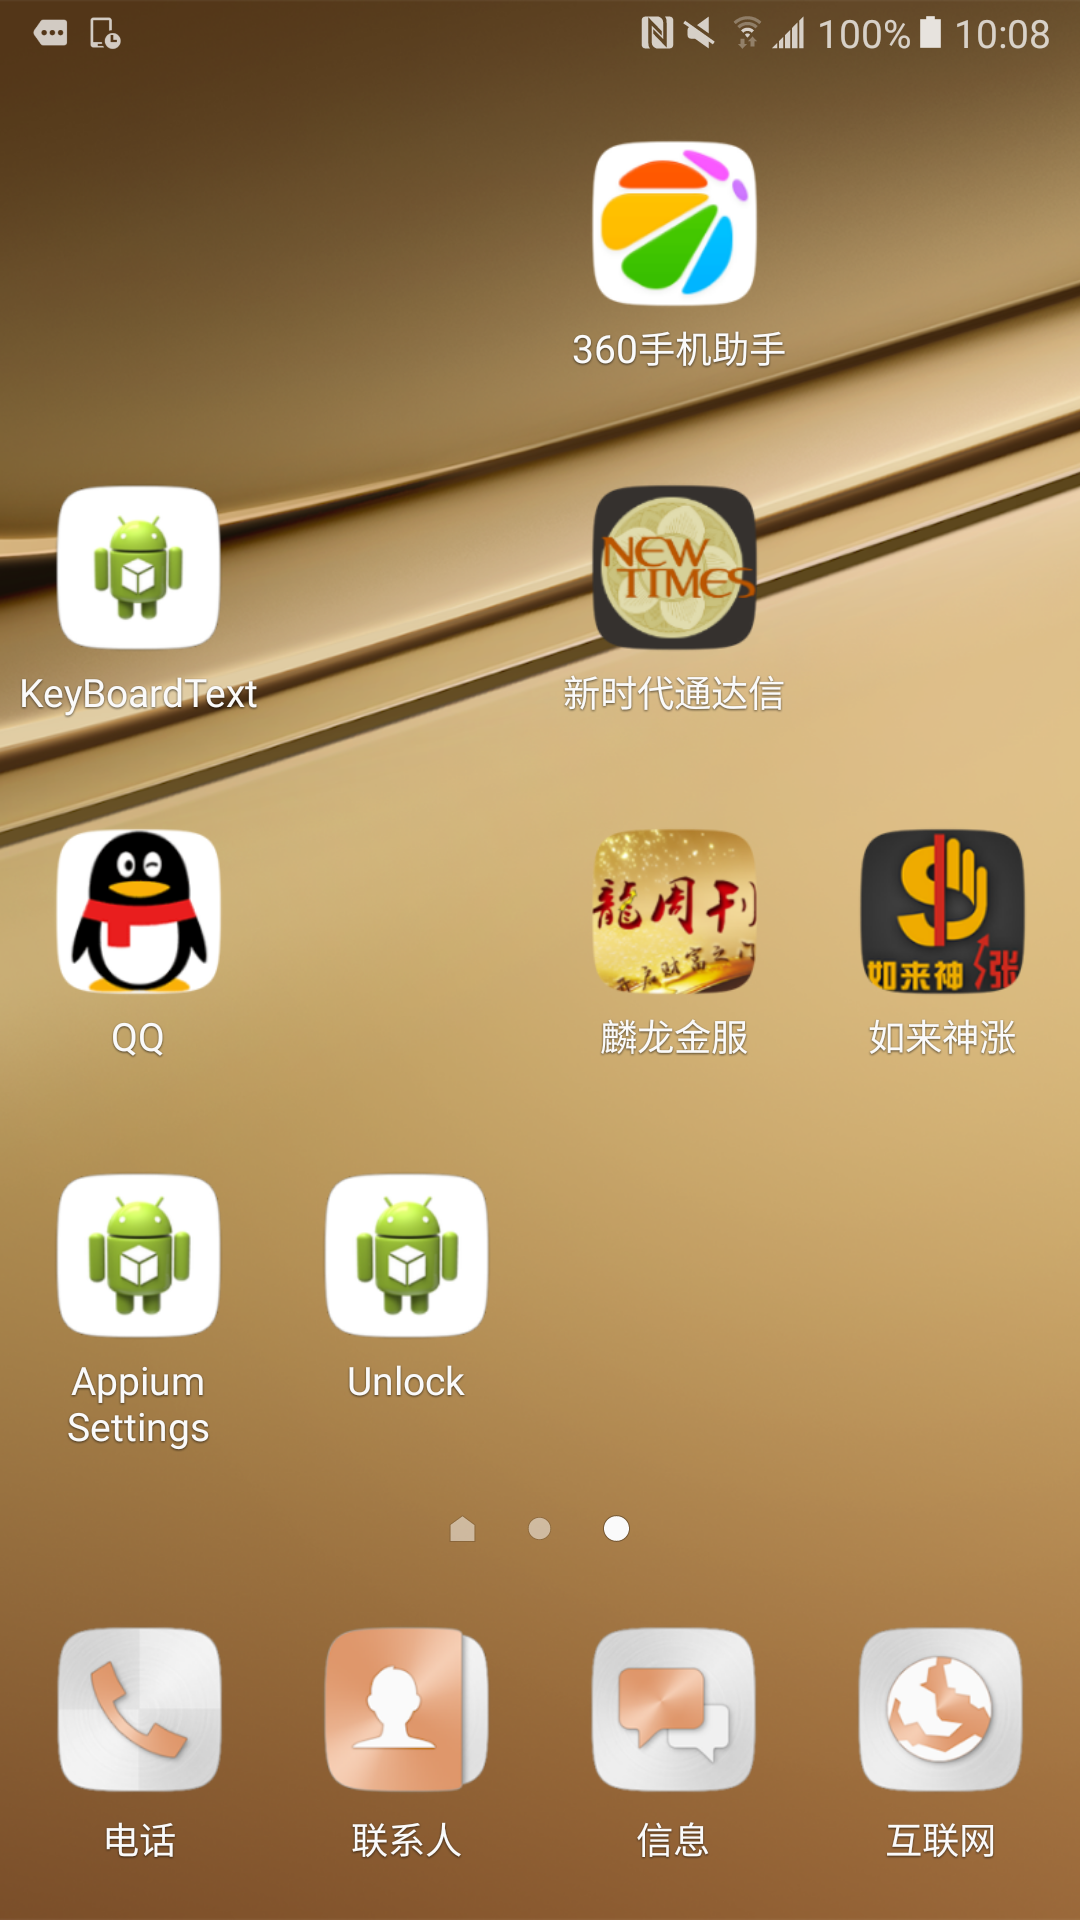 100% 10:08
360手机助手
NEW
TIMES
KeyBoardText
新时代通达信
龍周刊
如来神涨
QQ
麟龙金服
如来神涨
Appium
Settings
Unlock
电话
联系人
信息
互联网